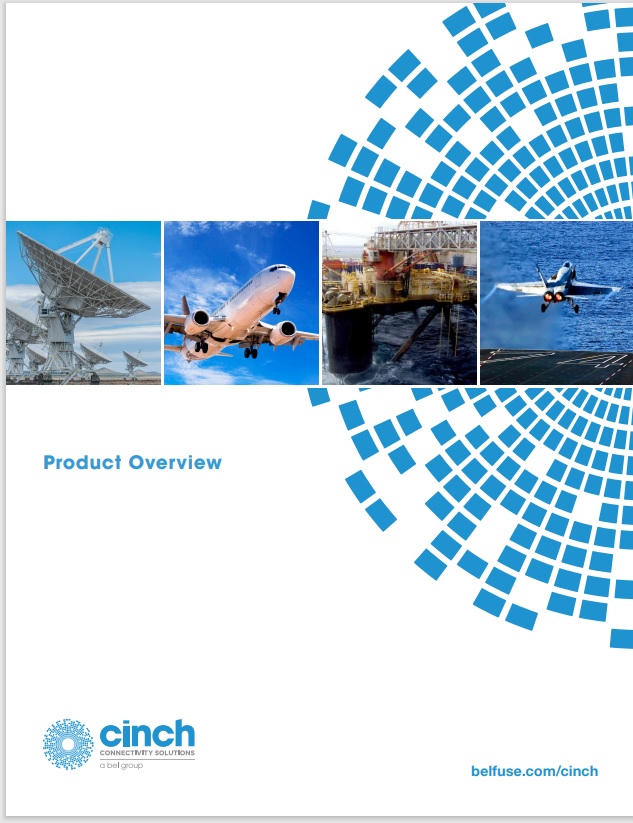 Product Overview
cinch
CONNECTIVITY SOLUTIONS
a bel group
belfuse.com/cinch